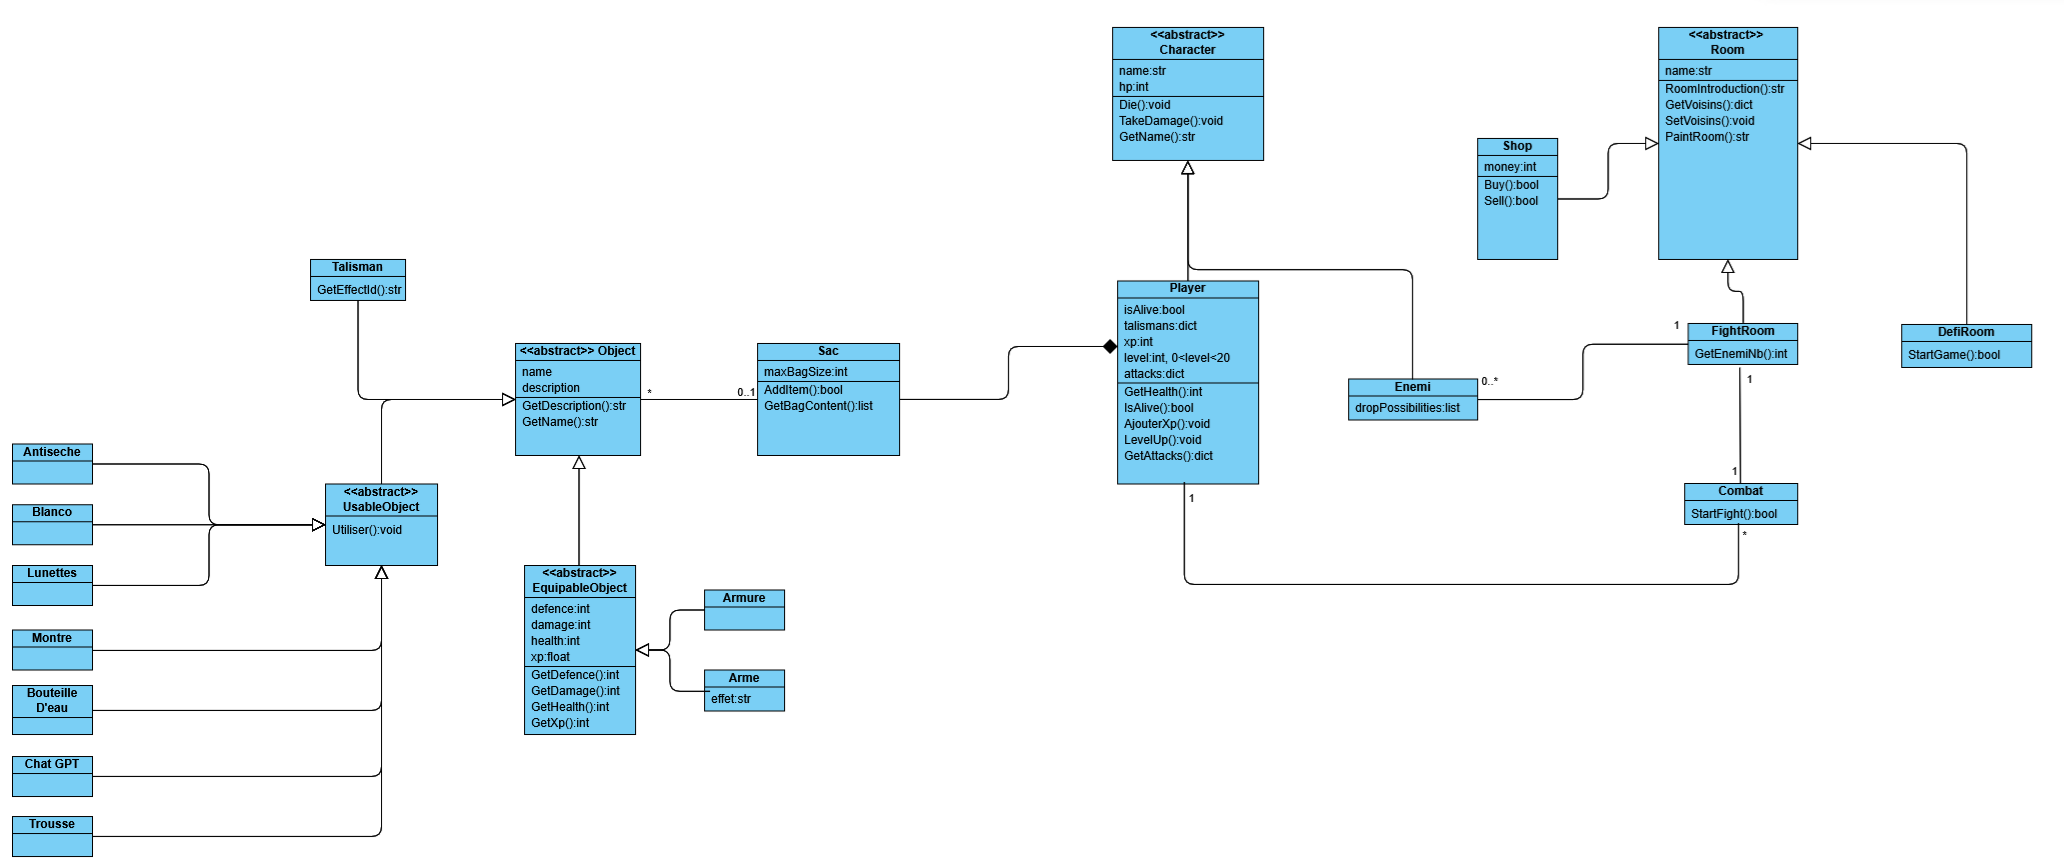 <<abstract>>
Character
name:str
hp:int
Die():void
TakeDamage():void
GetName():str
<<abstract>>
Room
name:str
RoomIntroduction():str
GetVoisins():dict
SetVoisins():void
PaintRoom():str
Shop
money:int
Buy():bool
Sell():bool
Talisman
GetEffectId():str
Player
isAlive:bool
talismans:dict
xp:int
level:int, 0<level<20
attacks:dict
GetHealth():int
IsAlive():bool
AjouterXp():void
LevelUp():void
GetAttacks():dict
1
1
FightRoom
GetEnemiNb():int
1
DefiRoom
StartGame():bool
<<abstract>> Object
name
description
GetDescription():str
GetName():str
*
0..1
Sac
maxBagSize:int
AddItem():bool
GetBagContent():list
Enemi
dropPossibilities:list
0..*
Antiseche
Blanco
Lunettes
Montre
Bouteille
D'eau
Chat GPT
Trousse
<<abstract>>
UsableObject
Utiliser():void
1
Combat
StartFight():bool
*
<<abstract>>
EquipableObject
defence:int
damage:int
health:int
xp:float
GetDefence():int
GetDamage():int
GetHealth():int
GetXp():int
Armure
Arme
effet:str